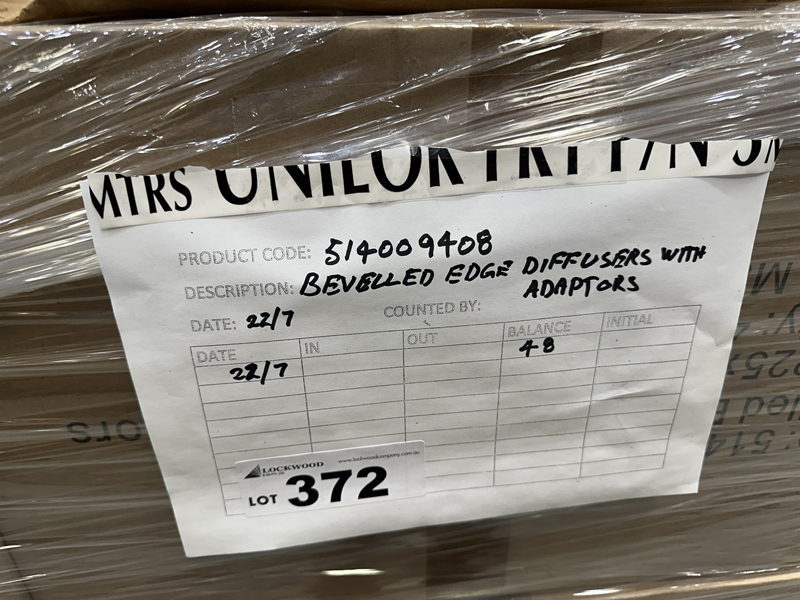 MTRS UNILOK
PRODUCT CODE: 514009408
DESCRIPTION: BEVELLED EDGE DIFFUSERS WITH
ADAPTORS
DATE: 22/7 COUNTED BY:
DATE IN OUT BALANCE INITIAL
22/7 48
LOCKWOOD www.lockwoodcompany.com.au
LOT 372